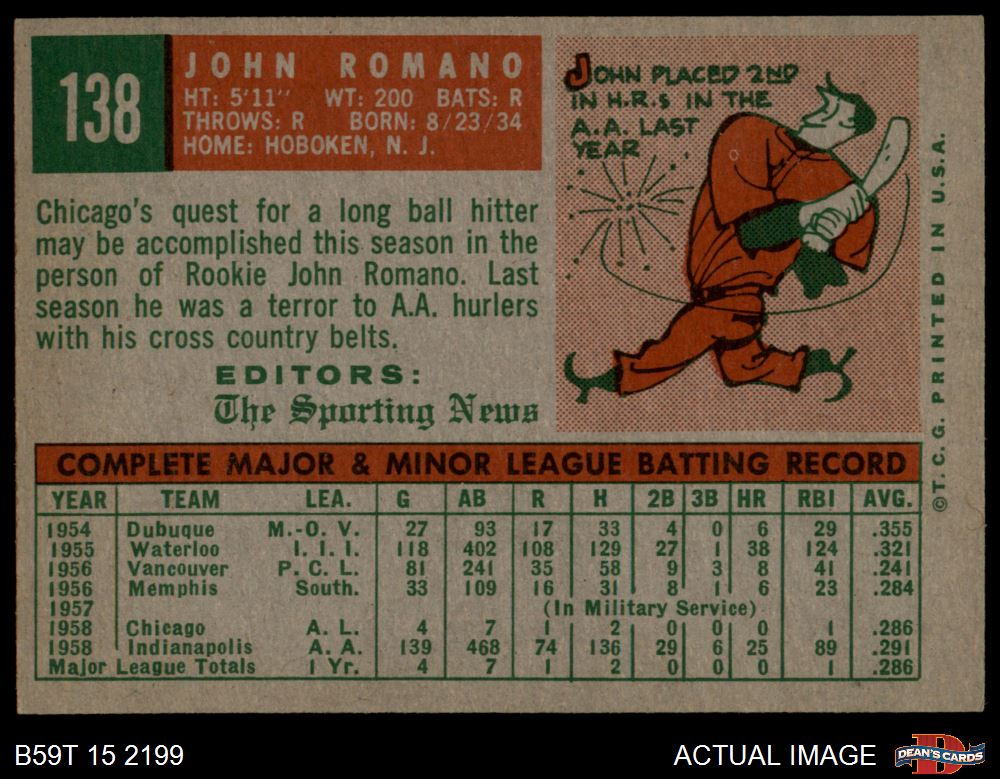 138
JOHN ROMANO
HT: 5'11" WT: 200 BATS: R
THROWS: R BORN: 8/23/34
HOME: HOBOKEN, N. J.
JOHN PLACED 2ND
IN H.R.s IN THE
A.A. LAST
YEAR
Chicago's quest for a long ball hitter
may be accomplished this season in the
person of Rookie John Romano. Last
season he was a terror to A.A. hurlers
with his cross country belts.
EDITORS:
The Sporting News
COMPLETE MAJOR & MINOR LEAGUE BATTING RECORD
YEAR TEAM LEA. G AB R H 2B 3B HR RBI AVG.
1954 Dubuque M.-O. V. 27 93 17 33 4 0 6 29 .355
1955 Waterloo I. I. I. 118 402 108 129 27 1 38 124 .321
1956 Vancouver P. C. L. 81 241 35 58 9 3 8 41 .241
1956 Memphis South. 33 109 16 31 8 1 6 23 .284
1957 (In Military Service)
1958 Chicago A. L. 4 7 1 2 0 0 0 1 .286
1958 Indianapolis A. A. 139 468 74 136 29 6 25 89 .291
Major League Totals 1 Yr. 4 7 1 2 0 0 0 1 .286
© T. C. G. PRINTED IN U.S.A.
B59T 15 2199
ACTUAL IMAGE
DEAN'S CARDS